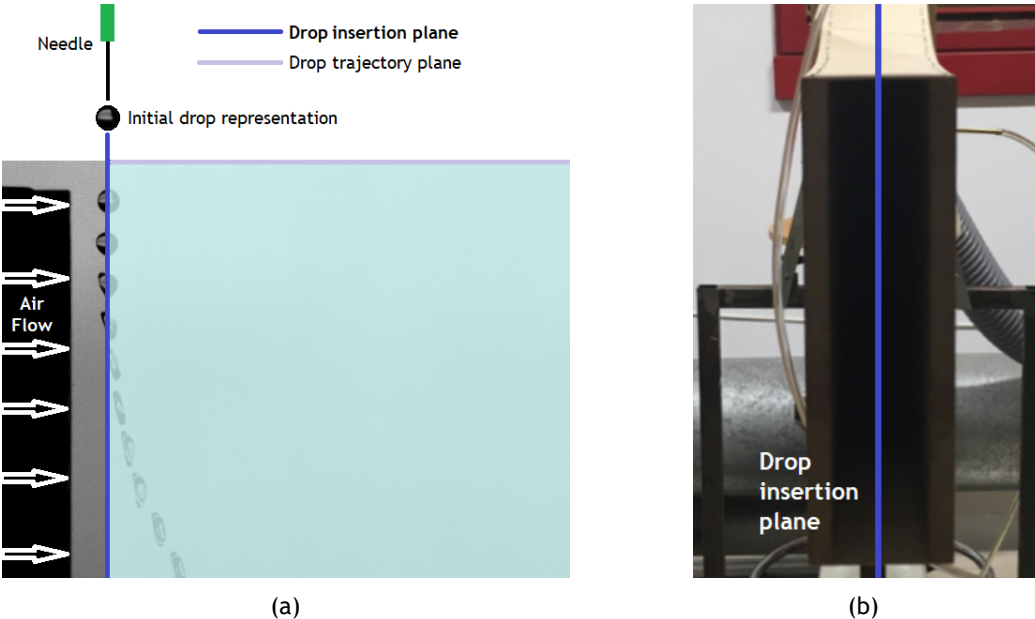 Needle
Drop insertion plane
Drop trajectory plane
Initial drop representation
Air
Flow
Drop
insertion
plane
(a)
(b)